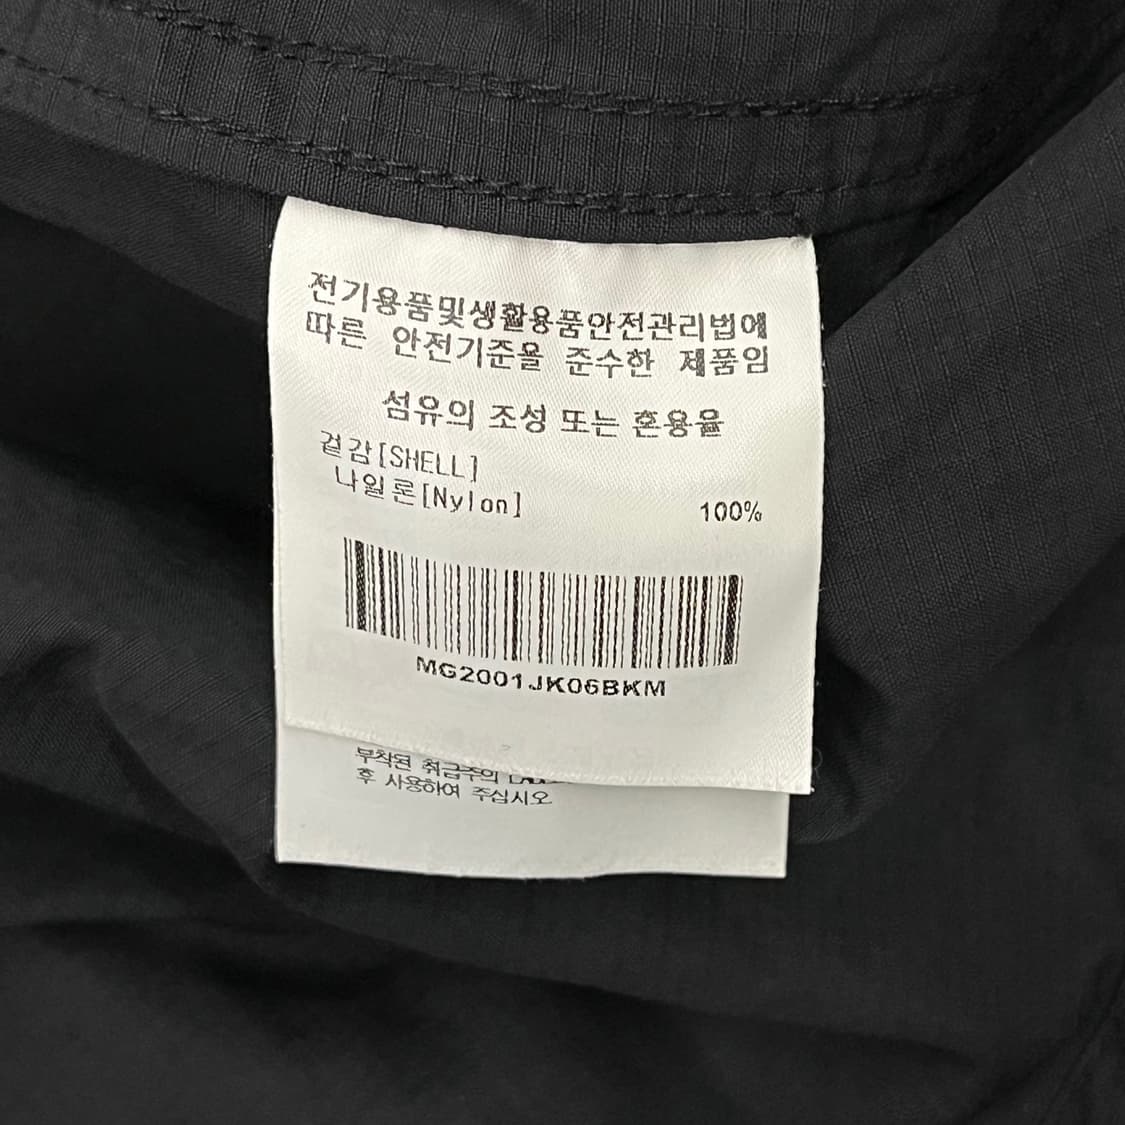 전기용품및생활용품안전관리법에
따른 안전기준을 준수한 제품임
섬유의 조성 또는 혼용율
겉감[SHELL]
나일론[Nylon] 100%
MG2001JK06BKM
부착된 취급주의
후 사용하여 주십시오